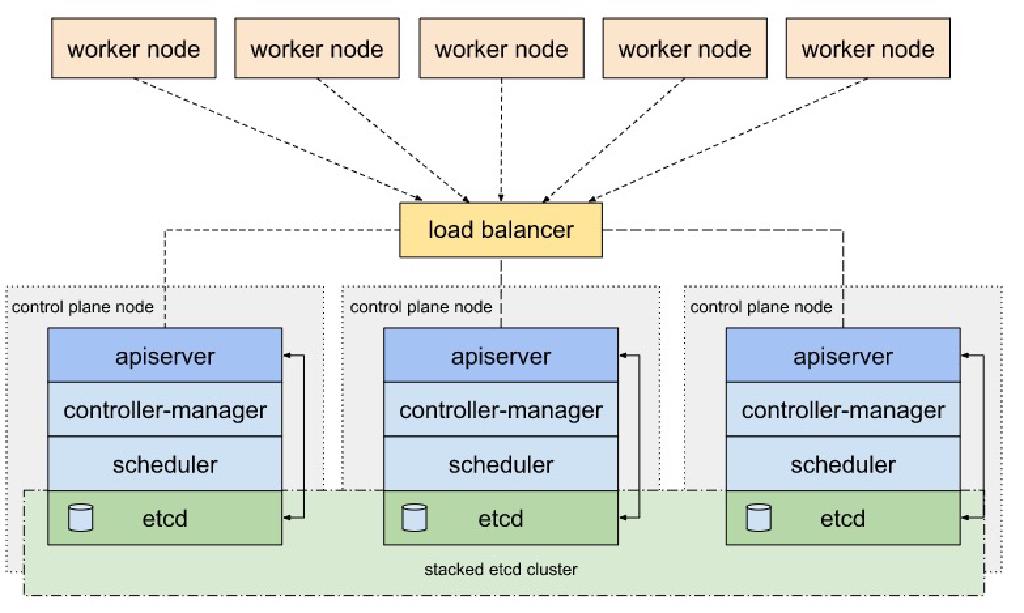 worker node
worker node
worker node
worker node
worker node
load balancer
control plane node
control plane node
control plane node
apiserver
apiserver
apiserver
controller-manager
controller-manager
controller-manager
scheduler
scheduler
scheduler
etcd
etcd
etcd
stacked etcd cluster